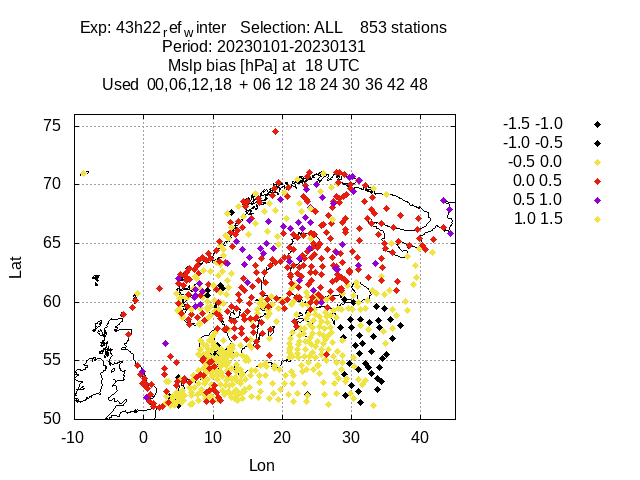 Exp: 43h22refwinter Selection: ALL 853 stations
Period: 20230101-20230131
Mslp bias [hPa] at 18 UTC
Used 00,06,12,18 + 06 12 18 24 30 36 42 48
-1.5 -1.0
-1.0 -0.5
-0.5 0.0
0.0 0.5
0.5 1.0
1.0 1.5
Lat
75
70
65
60
55
50
-10 0 10 20 30 40
Lon